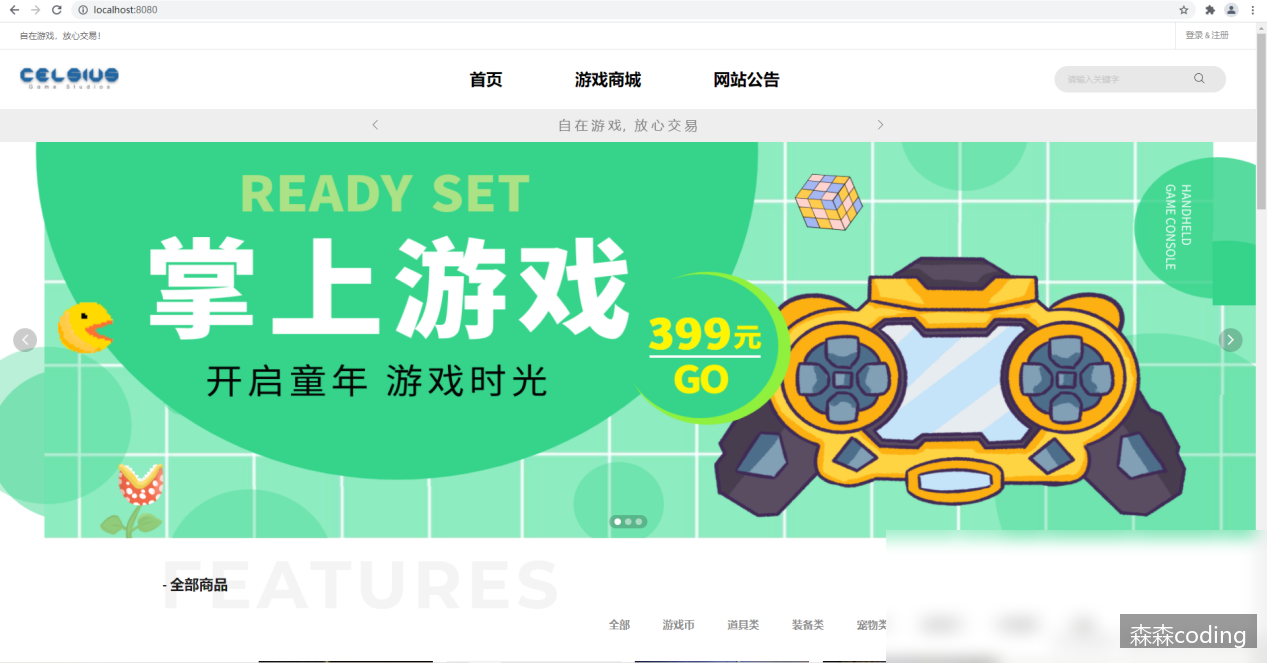 localhost:8080
自在游戏，放心交易！
登录 & 注册
CELSIUS
Game Studios
首页
游戏商城
网站公告
请输入关键字
自在游戏, 放心交易
READY SET
掌上游戏
开启童年 游戏时光
399元
GO
HANDHELD
GAME CONSOLE
FEATURES
- 全部商品
全部
游戏币
道具类
装备类
宠物类
森森coding